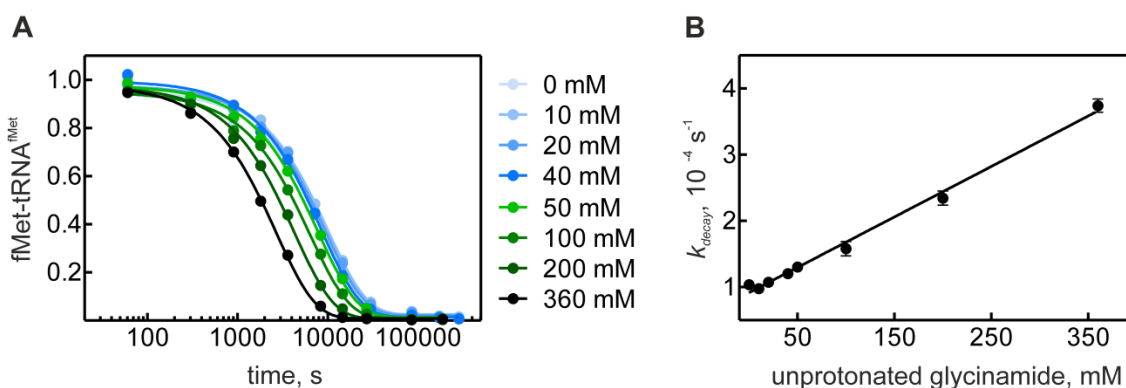 A
fMet-tRNAᶠᴹᵉᵗ
1.0
0.8
0.6
0.4
0.2
100
1000
10000
100000
time, s
0 mM
10 mM
20 mM
40 mM
50 mM
100 mM
200 mM
360 mM
B
k_decay, 10⁻⁴ s⁻¹
4
3
2
1
50
150
250
350
unprotonated glycinamide, mM